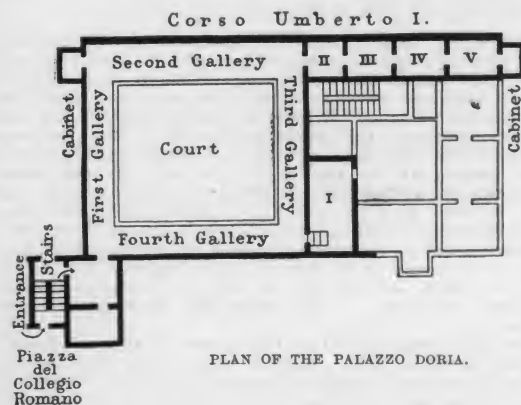 Corso Umberto I.
Second Gallery
II
III
IV
V
Cabinet
First Gallery
Court
Third Gallery
Cabinet
I
Fourth Gallery
Stairs
Entrance
Piazza
del
Collegio
Romano
PLAN OF THE PALAZZO DORIA.